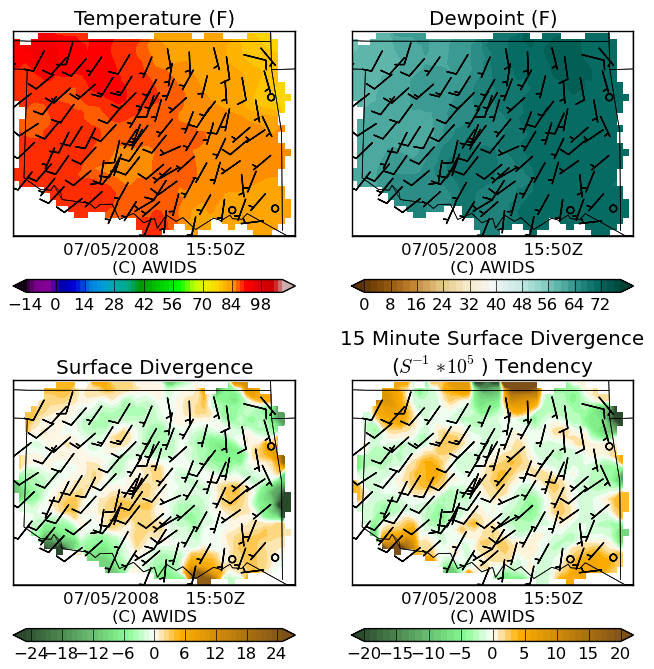 Temperature (F)
Dewpoint (F)
07/05/2008 15:50Z
(C) AWIDS
07/05/2008 15:50Z
(C) AWIDS
−14 0 14 28 42 56 70 84 98
0 8 16 24 32 40 48 56 64 72
Surface Divergence
15 Minute Surface Divergence
(S⁻¹ *10⁵ ) Tendency
07/05/2008 15:50Z
(C) AWIDS
07/05/2008 15:50Z
(C) AWIDS
−24 −18 −12 −6 0 6 12 18 24
−20 −15 −10 −5 0 5 10 15 20